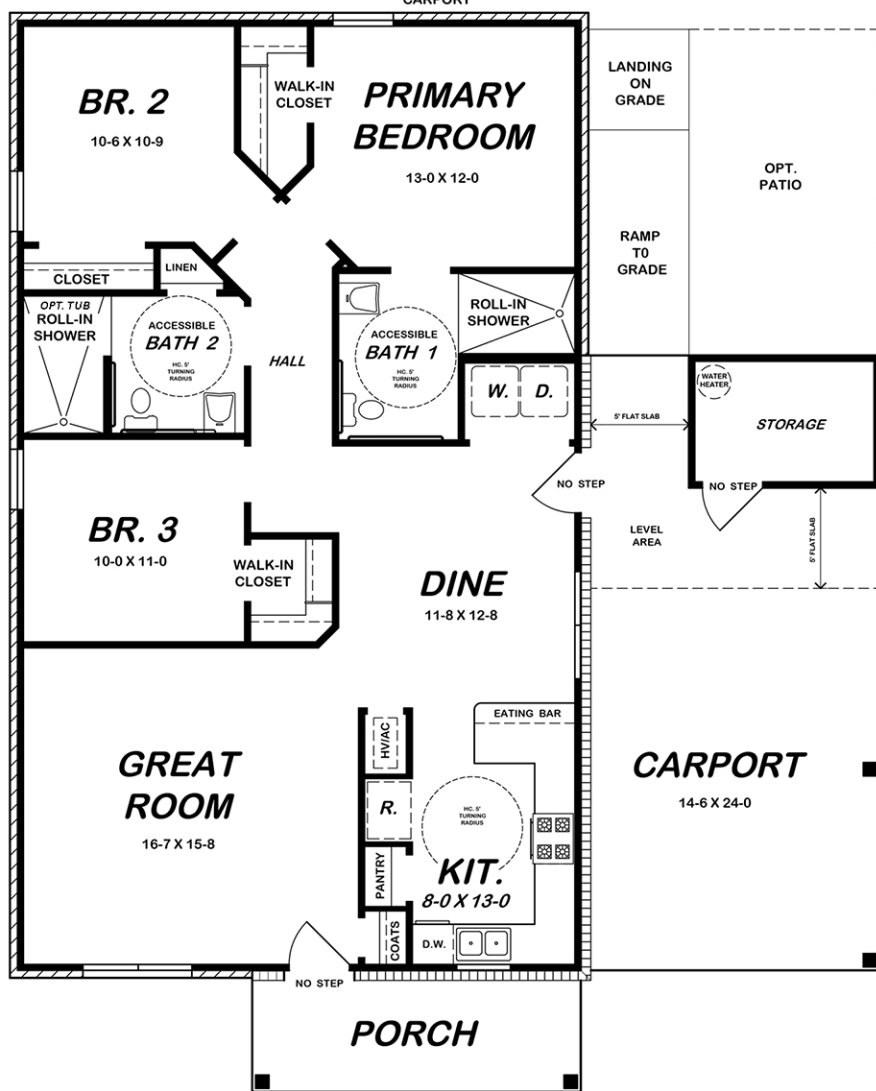 CARPORT
BR. 2
10-6 X 10-9
WALK-IN
CLOSET
PRIMARY
BEDROOM
13-0 X 12-0
LANDING
ON
GRADE
OPT.
PATIO
RAMP
TO
GRADE
CLOSET
LINEN
OPT. TUB
ROLL-IN
SHOWER
ACCESSIBLE
BATH 2
HC. 5'
TURNING
RADIUS
HALL
ACCESSIBLE
BATH 1
HC. 5'
TURNING
RADIUS
ROLL-IN
SHOWER
W.
D.
5' FLAT SLAB
WATER
HEATER
STORAGE
NO STEP
NO STEP
LEVEL
AREA
5' FLAT SLAB
BR. 3
10-0 X 11-0
WALK-IN
CLOSET
DINE
11-8 X 12-8
EATING BAR
HV/AC
GREAT
ROOM
16-7 X 15-8
R.
HC. 5'
TURNING
RADIUS
CARPORT
14-6 X 24-0
PANTRY
KIT.
8-0 X 13-0
COATS
D.W.
NO STEP
PORCH